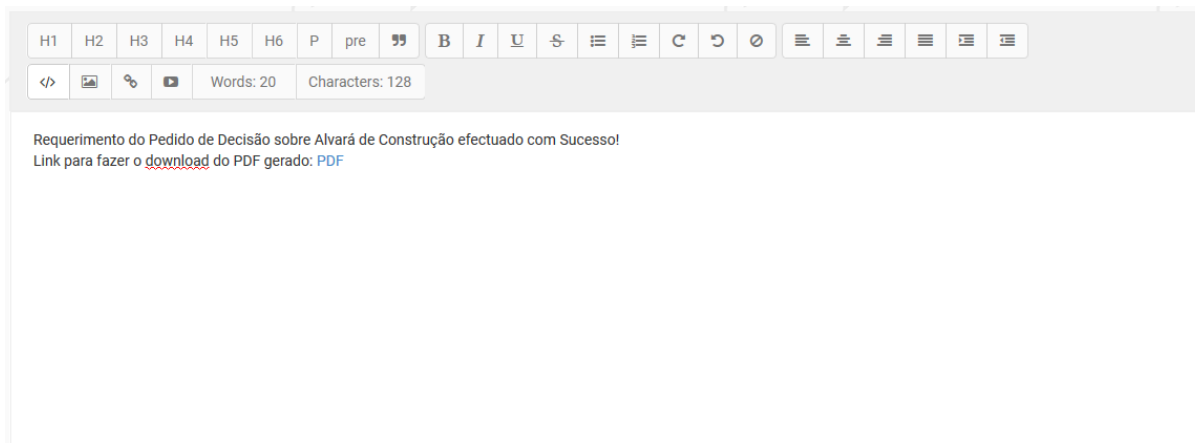 H1 H2 H3 H4 H5 H6 P pre B I U S
Words: 20 Characters: 128
Requerimento do Pedido de Decisão sobre Alvará de Construção efectuado com Sucesso!
Link para fazer o download do PDF gerado: PDF